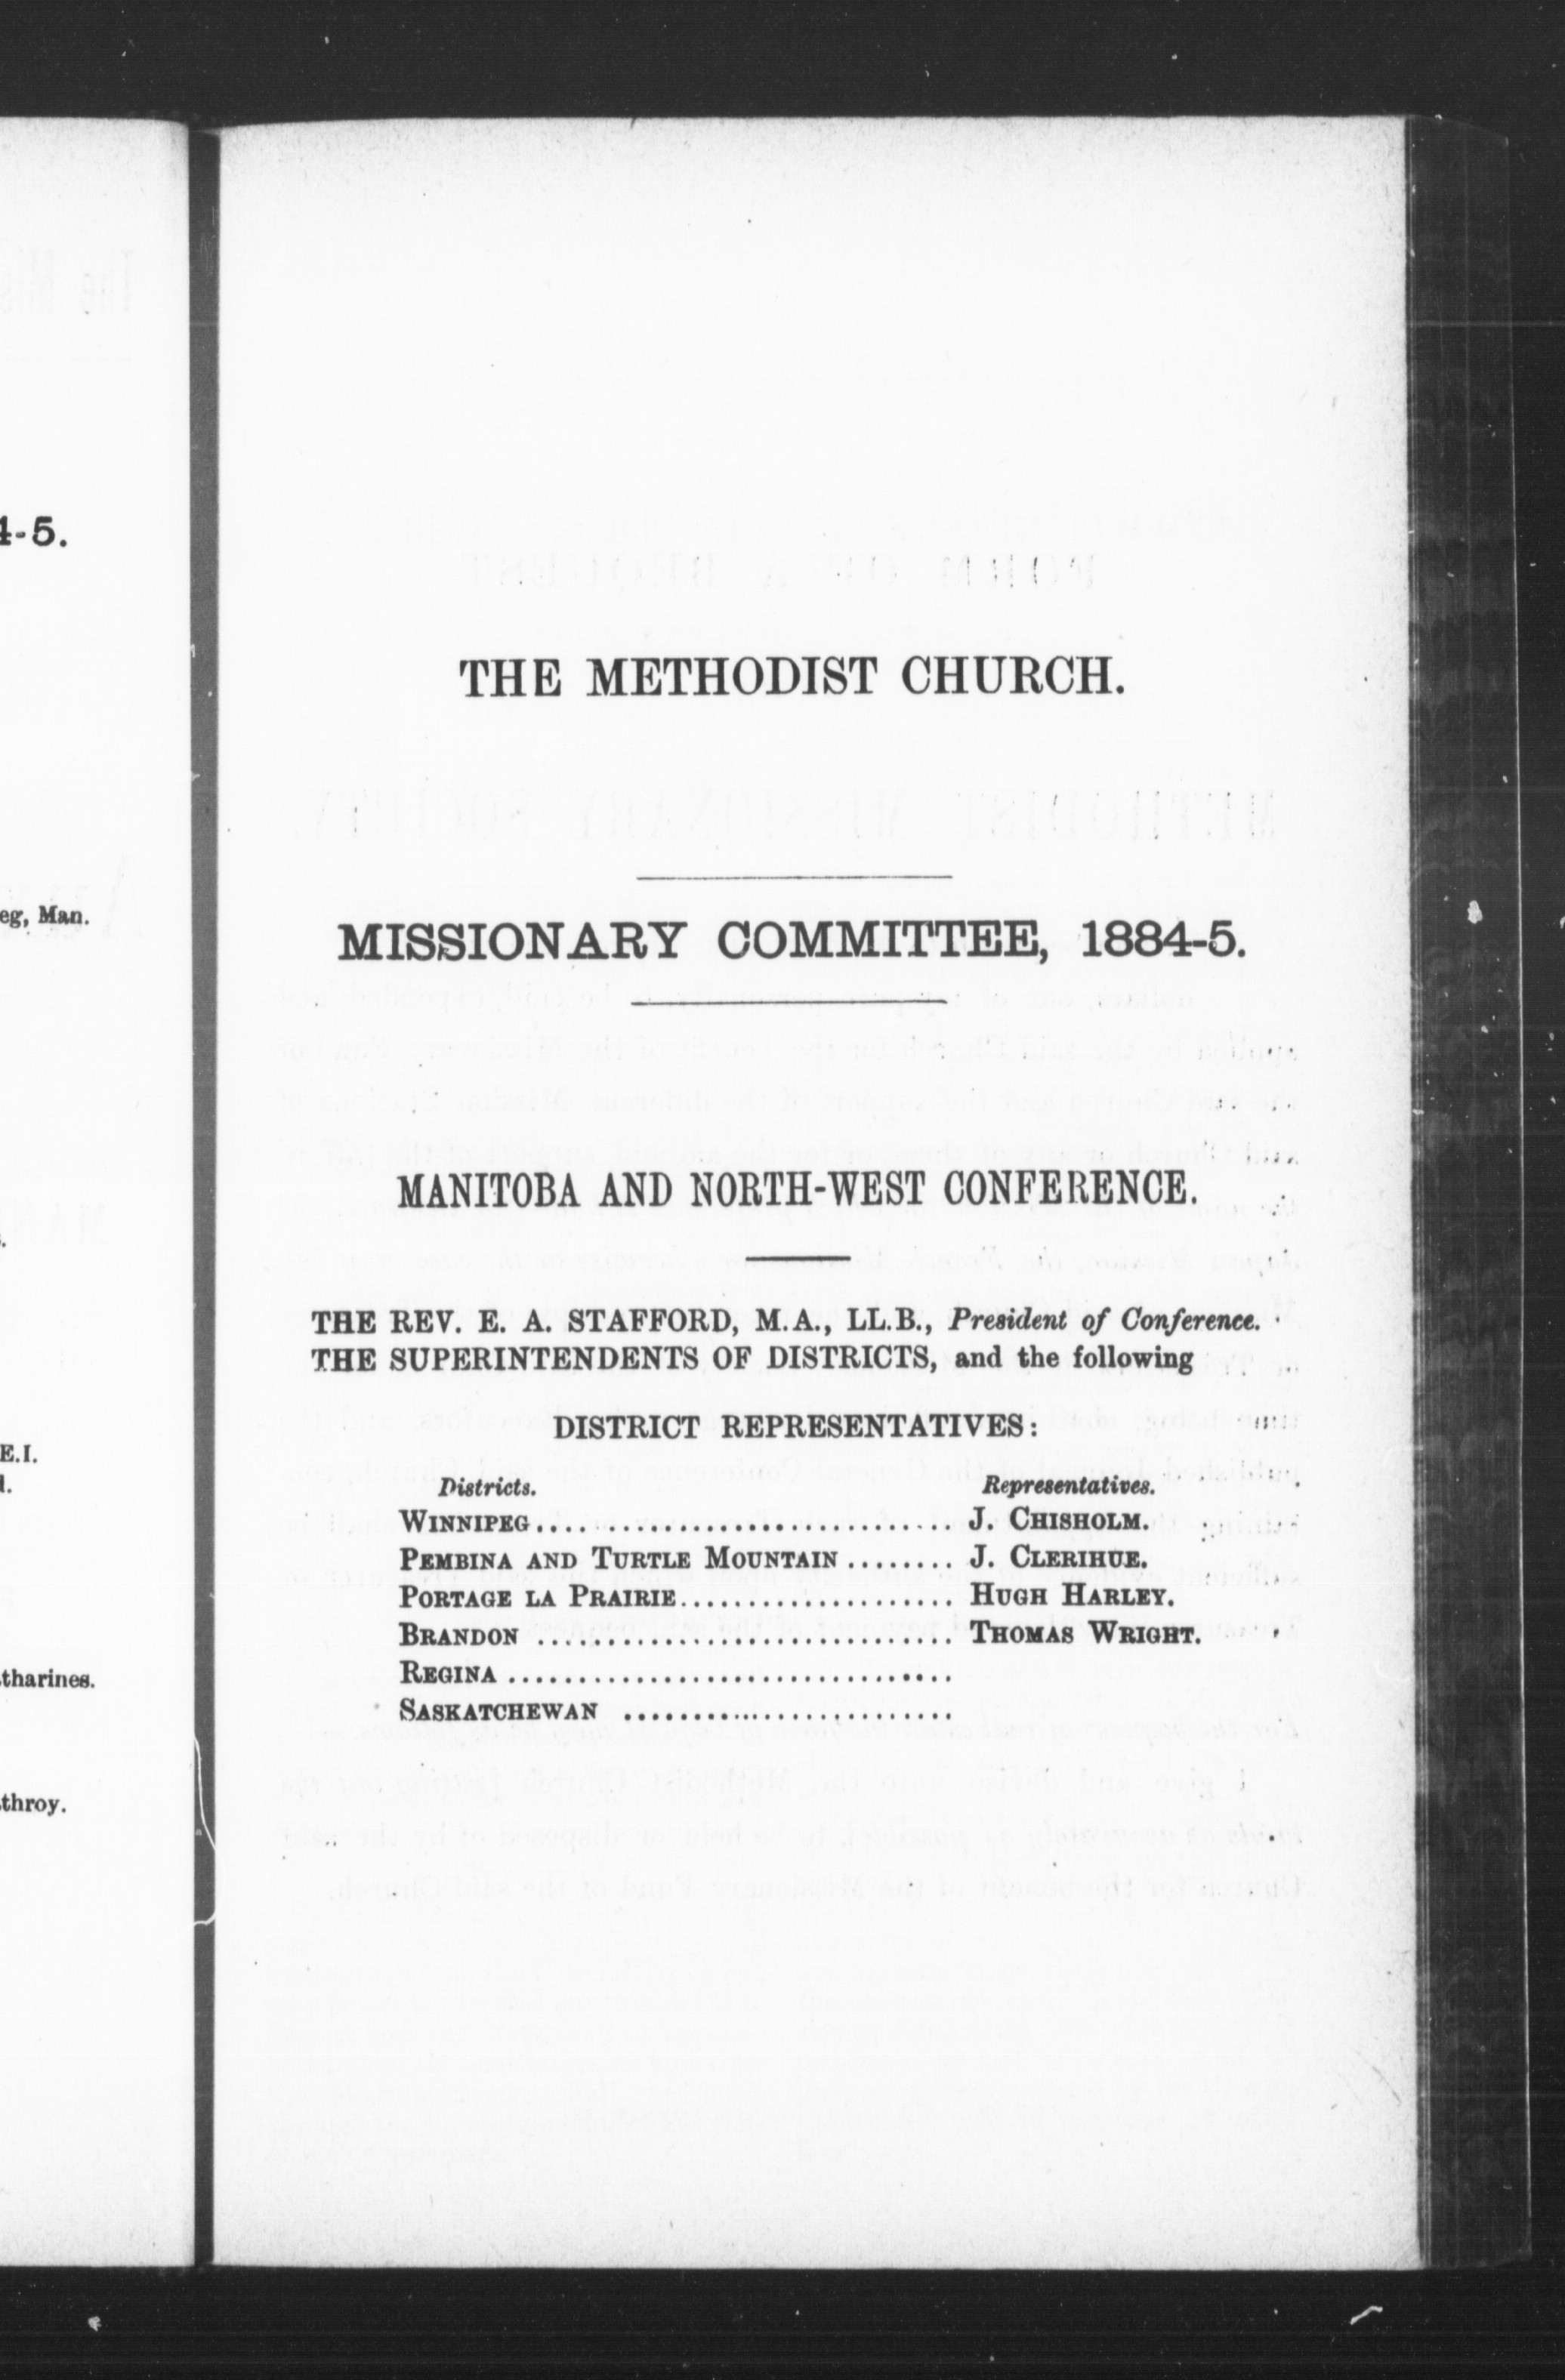 4-5.
eg, Man.
E.I.
tharines.
throy.
THE METHODIST CHURCH.
MISSIONARY COMMITTEE, 1884-5.
MANITOBA AND NORTH-WEST CONFERENCE.
THE REV. E. A. STAFFORD, M.A., LL.B., President of Conference.
THE SUPERINTENDENTS OF DISTRICTS, and the following
DISTRICT REPRESENTATIVES:
Districts. Representatives.
WINNIPEG.............................. J. CHISHOLM.
PEMBINA AND TURTLE MOUNTAIN........ J. CLERIHUE.
PORTAGE LA PRAIRIE.................... HUGH HARLEY.
BRANDON .............................. THOMAS WRIGHT.
REGINA ................................
SASKATCHEWAN ........................